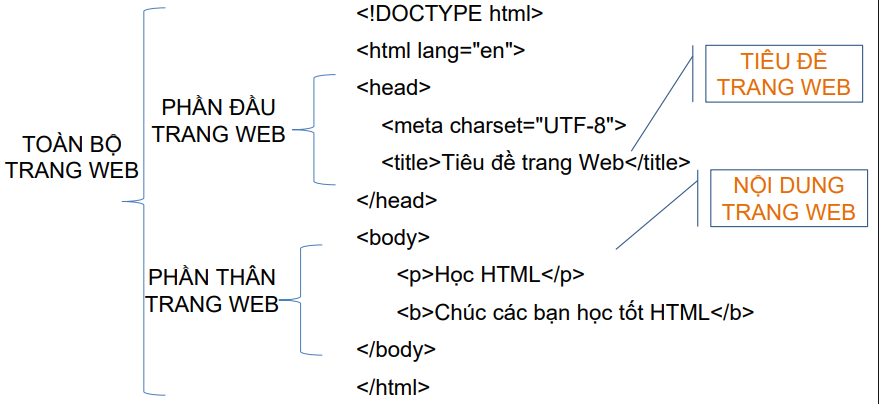 <!DOCTYPE html>
<html lang="en">
<head>
<meta charset="UTF-8">
<title>Tiêu đề trang Web</title>
</head>
<body>
<p>Học HTML</p>
<b>Chúc các bạn học tốt HTML</b>
</body>
</html>
TOÀN BỘ
TRANG WEB
PHẦN ĐẦU
TRANG WEB
PHẦN THÂN
TRANG WEB
TIÊU ĐỀ
TRANG WEB
NỘI DUNG
TRANG WEB